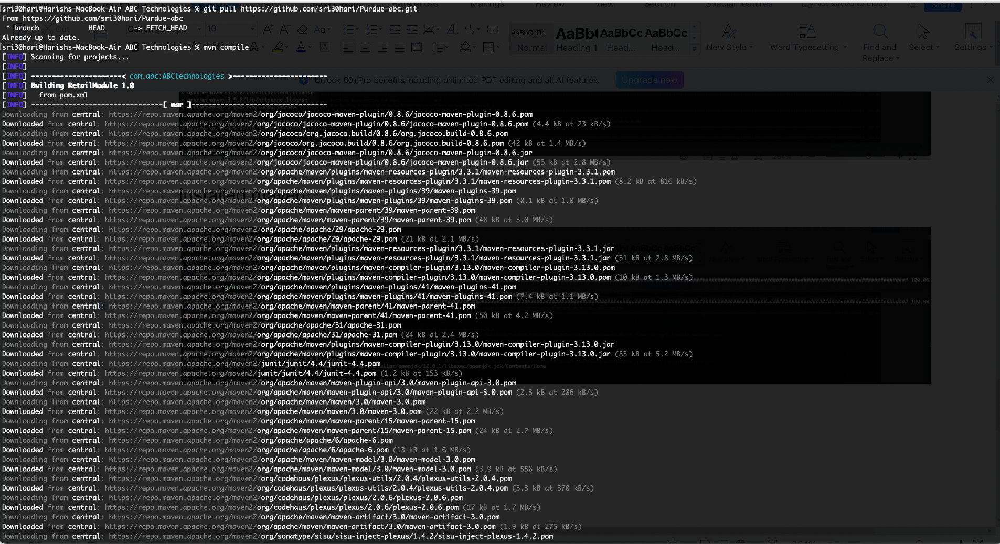 [sri30hari@Harishs-MacBook-Air ABC Technologies % git pull https://github.com/sri30hari/Purdue-abc.git
From https://github.com/sri30hari/Purdue-abc
 * branch            HEAD       -> FETCH_HEAD
Already up to date.
[sri30hari@Harishs-MacBook-Air ABC Technologies % mvn compile
[INFO] Scanning for projects...
[INFO]
[INFO] ----------------------< com.abc:ABCtechnologies >-----------------------
[INFO] Building RetailModule 1.0
[INFO]   from pom.xml
[INFO] --------------------------------[ war ]---------------------------------
Downloading from central: https://repo.maven.apache.org/maven2/org/jacoco/jacoco-maven-plugin/0.8.6/jacoco-maven-plugin-0.8.6.pom
Downloaded from central: https://repo.maven.apache.org/maven2/org/jacoco/jacoco-maven-plugin/0.8.6/jacoco-maven-plugin-0.8.6.pom (4.4 kB at 23 kB/s)
Downloading from central: https://repo.maven.apache.org/maven2/org/jacoco/org.jacoco.build/0.8.6/org.jacoco.build-0.8.6.pom
Downloaded from central: https://repo.maven.apache.org/maven2/org/jacoco/org.jacoco.build/0.8.6/org.jacoco.build-0.8.6.pom (42 kB at 1.4 MB/s)
Downloading from central: https://repo.maven.apache.org/maven2/org/jacoco/jacoco-maven-plugin/0.8.6/jacoco-maven-plugin-0.8.6.jar
Downloaded from central: https://repo.maven.apache.org/maven2/org/jacoco/jacoco-maven-plugin/0.8.6/jacoco-maven-plugin-0.8.6.jar (53 kB at 2.8 MB/s)
Downloading from central: https://repo.maven.apache.org/maven2/org/apache/maven/plugins/maven-resources-plugin/3.3.1/maven-resources-plugin-3.3.1.pom
Downloaded from central: https://repo.maven.apache.org/maven2/org/apache/maven/plugins/maven-resources-plugin/3.3.1/maven-resources-plugin-3.3.1.pom (8.2 kB at 816 kB/s)
Downloading from central: https://repo.maven.apache.org/maven2/org/apache/maven/plugins/maven-plugins/39/maven-plugins-39.pom
Downloaded from central: https://repo.maven.apache.org/maven2/org/apache/maven/plugins/maven-plugins/39/maven-plugins-39.pom (8.1 kB at 1.0 MB/s)
Downloading from central: https://repo.maven.apache.org/maven2/org/apache/maven/maven-parent/39/maven-parent-39.pom
Downloaded from central: https://repo.maven.apache.org/maven2/org/apache/maven/maven-parent/39/maven-parent-39.pom (48 kB at 3.0 MB/s)
Downloading from central: https://repo.maven.apache.org/maven2/org/apache/apache/29/apache-29.pom
Downloaded from central: https://repo.maven.apache.org/maven2/org/apache/apache/29/apache-29.pom (21 kB at 2.1 MB/s)
Downloading from central: https://repo.maven.apache.org/maven2/org/apache/maven/plugins/maven-resources-plugin/3.3.1/maven-resources-plugin-3.3.1.jar
Downloaded from central: https://repo.maven.apache.org/maven2/org/apache/maven/plugins/maven-resources-plugin/3.3.1/maven-resources-plugin-3.3.1.jar (31 kB at 2.8 MB/s)
Downloading from central: https://repo.maven.apache.org/maven2/org/apache/maven/plugins/maven-compiler-plugin/3.13.0/maven-compiler-plugin-3.13.0.pom
Downloaded from central: https://repo.maven.apache.org/maven2/org/apache/maven/plugins/maven-compiler-plugin/3.13.0/maven-compiler-plugin-3.13.0.pom (10 kB at 1.3 MB/s)
Downloading from central: https://repo.maven.apache.org/maven2/org/apache/maven/plugins/maven-plugins/41/maven-plugins-41.pom
Downloaded from central: https://repo.maven.apache.org/maven2/org/apache/maven/plugins/maven-plugins/41/maven-plugins-41.pom (7.4 kB at 1.1 MB/s)
Downloading from central: https://repo.maven.apache.org/maven2/org/apache/maven/maven-parent/41/maven-parent-41.pom
Downloaded from central: https://repo.maven.apache.org/maven2/org/apache/maven/maven-parent/41/maven-parent-41.pom (50 kB at 4.2 MB/s)
Downloading from central: https://repo.maven.apache.org/maven2/org/apache/apache/31/apache-31.pom
Downloaded from central: https://repo.maven.apache.org/maven2/org/apache/apache/31/apache-31.pom (24 kB at 2.4 MB/s)
Downloading from central: https://repo.maven.apache.org/maven2/org/apache/maven/plugins/maven-compiler-plugin/3.13.0/maven-compiler-plugin-3.13.0.jar
Downloaded from central: https://repo.maven.apache.org/maven2/org/apache/maven/plugins/maven-compiler-plugin/3.13.0/maven-compiler-plugin-3.13.0.jar (83 kB at 5.2 MB/s)
Downloading from central: https://repo.maven.apache.org/maven2/junit/junit/4.4/junit-4.4.pom
Downloaded from central: https://repo.maven.apache.org/maven2/junit/junit/4.4/junit-4.4.pom (1.2 kB at 153 kB/s)
Downloading from central: https://repo.maven.apache.org/maven2/org/apache/maven/maven-plugin-api/3.0/maven-plugin-api-3.0.pom
Downloaded from central: https://repo.maven.apache.org/maven2/org/apache/maven/maven-plugin-api/3.0/maven-plugin-api-3.0.pom (2.3 kB at 286 kB/s)
Downloading from central: https://repo.maven.apache.org/maven2/org/apache/maven/maven/3.0/maven-3.0.pom
Downloaded from central: https://repo.maven.apache.org/maven2/org/apache/maven/maven/3.0/maven-3.0.pom (22 kB at 2.2 MB/s)
Downloading from central: https://repo.maven.apache.org/maven2/org/apache/maven/maven-parent/15/maven-parent-15.pom
Downloaded from central: https://repo.maven.apache.org/maven2/org/apache/maven/maven-parent/15/maven-parent-15.pom (24 kB at 2.7 MB/s)
Downloading from central: https://repo.maven.apache.org/maven2/org/apache/apache/6/apache-6.pom
Downloaded from central: https://repo.maven.apache.org/maven2/org/apache/apache/6/apache-6.pom (13 kB at 1.6 MB/s)
Downloading from central: https://repo.maven.apache.org/maven2/org/apache/maven/maven-model/3.0/maven-model-3.0.pom
Downloaded from central: https://repo.maven.apache.org/maven2/org/apache/maven/maven-model/3.0/maven-model-3.0.pom (3.9 kB at 556 kB/s)
Downloading from central: https://repo.maven.apache.org/maven2/org/codehaus/plexus/plexus-utils/2.0.4/plexus-utils-2.0.4.pom
Downloaded from central: https://repo.maven.apache.org/maven2/org/codehaus/plexus/plexus-utils/2.0.4/plexus-utils-2.0.4.pom (3.3 kB at 370 kB/s)
Downloading from central: https://repo.maven.apache.org/maven2/org/codehaus/plexus/plexus/2.0.6/plexus-2.0.6.pom
Downloaded from central: https://repo.maven.apache.org/maven2/org/codehaus/plexus/plexus/2.0.6/plexus-2.0.6.pom (17 kB at 1.7 MB/s)
Downloading from central: https://repo.maven.apache.org/maven2/org/apache/maven/maven-artifact/3.0/maven-artifact-3.0.pom
Downloaded from central: https://repo.maven.apache.org/maven2/org/apache/maven/maven-artifact/3.0/maven-artifact-3.0.pom (1.9 kB at 275 kB/s)
Downloading from central: https://repo.maven.apache.org/maven2/org/sonatype/sisu/sisu-inject-plexus/1.4.2/sisu-inject-plexus-1.4.2.pom
Mailings Review View Section Special features Not saved to cloud Share
10
AaBbCcDd AaBb AaBbCc AaBbCc
Normal Heading 1 Head... Head... New Style Word Typesetting Find and Replace Select Settings
Unlock 80+Pro benefits,including unlimited PDF editing and all AI features. Upgrade now
installed maven